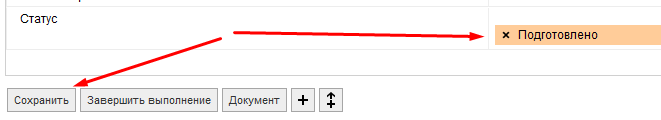 Статус
× Подготовлено
Сохранить
Завершить выполнение
Документ
+